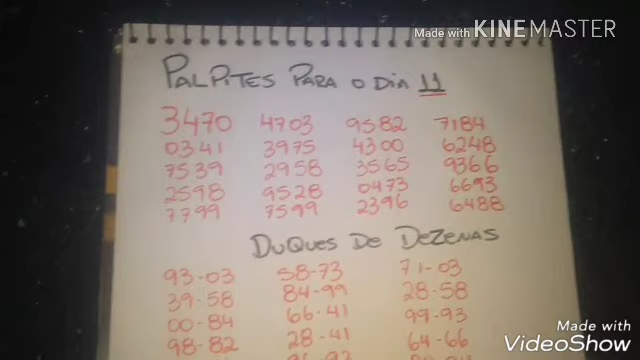 Made with KINEMASTER
PALPITES PARA O DIA 11
3470 4703 9582 7184
0341 3975 4300 6248
7539 2958 3565 9366
2598 9528 0473 6693
7799 7599 2396 6488
DUQUES DE DEZENAS
93-03 58-73 71-03
39-58 84-99 28-58
00-84 66-41 99-93
98-82 28-41 64-66
Made with
VideoShow